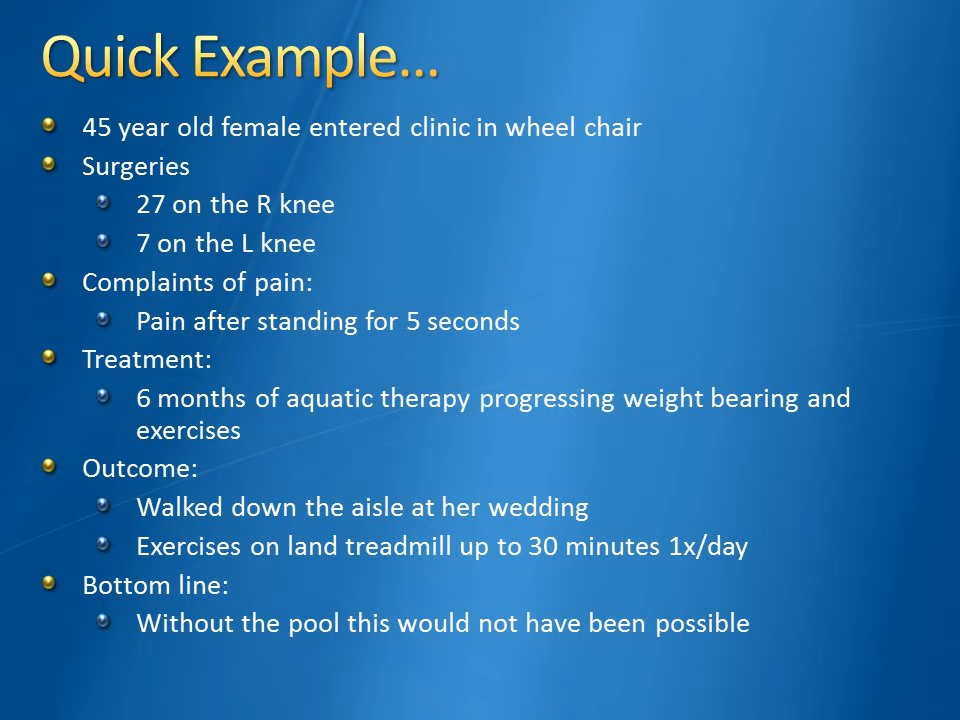 Quick Example...
45 year old female entered clinic in wheel chair
Surgeries
27 on the R knee
7 on the L knee
Complaints of pain:
Pain after standing for 5 seconds
Treatment:
6 months of aquatic therapy progressing weight bearing and
exercises
Outcome:
Walked down the aisle at her wedding
Exercises on land treadmill up to 30 minutes 1x/day
Bottom line:
Without the pool this would not have been possible